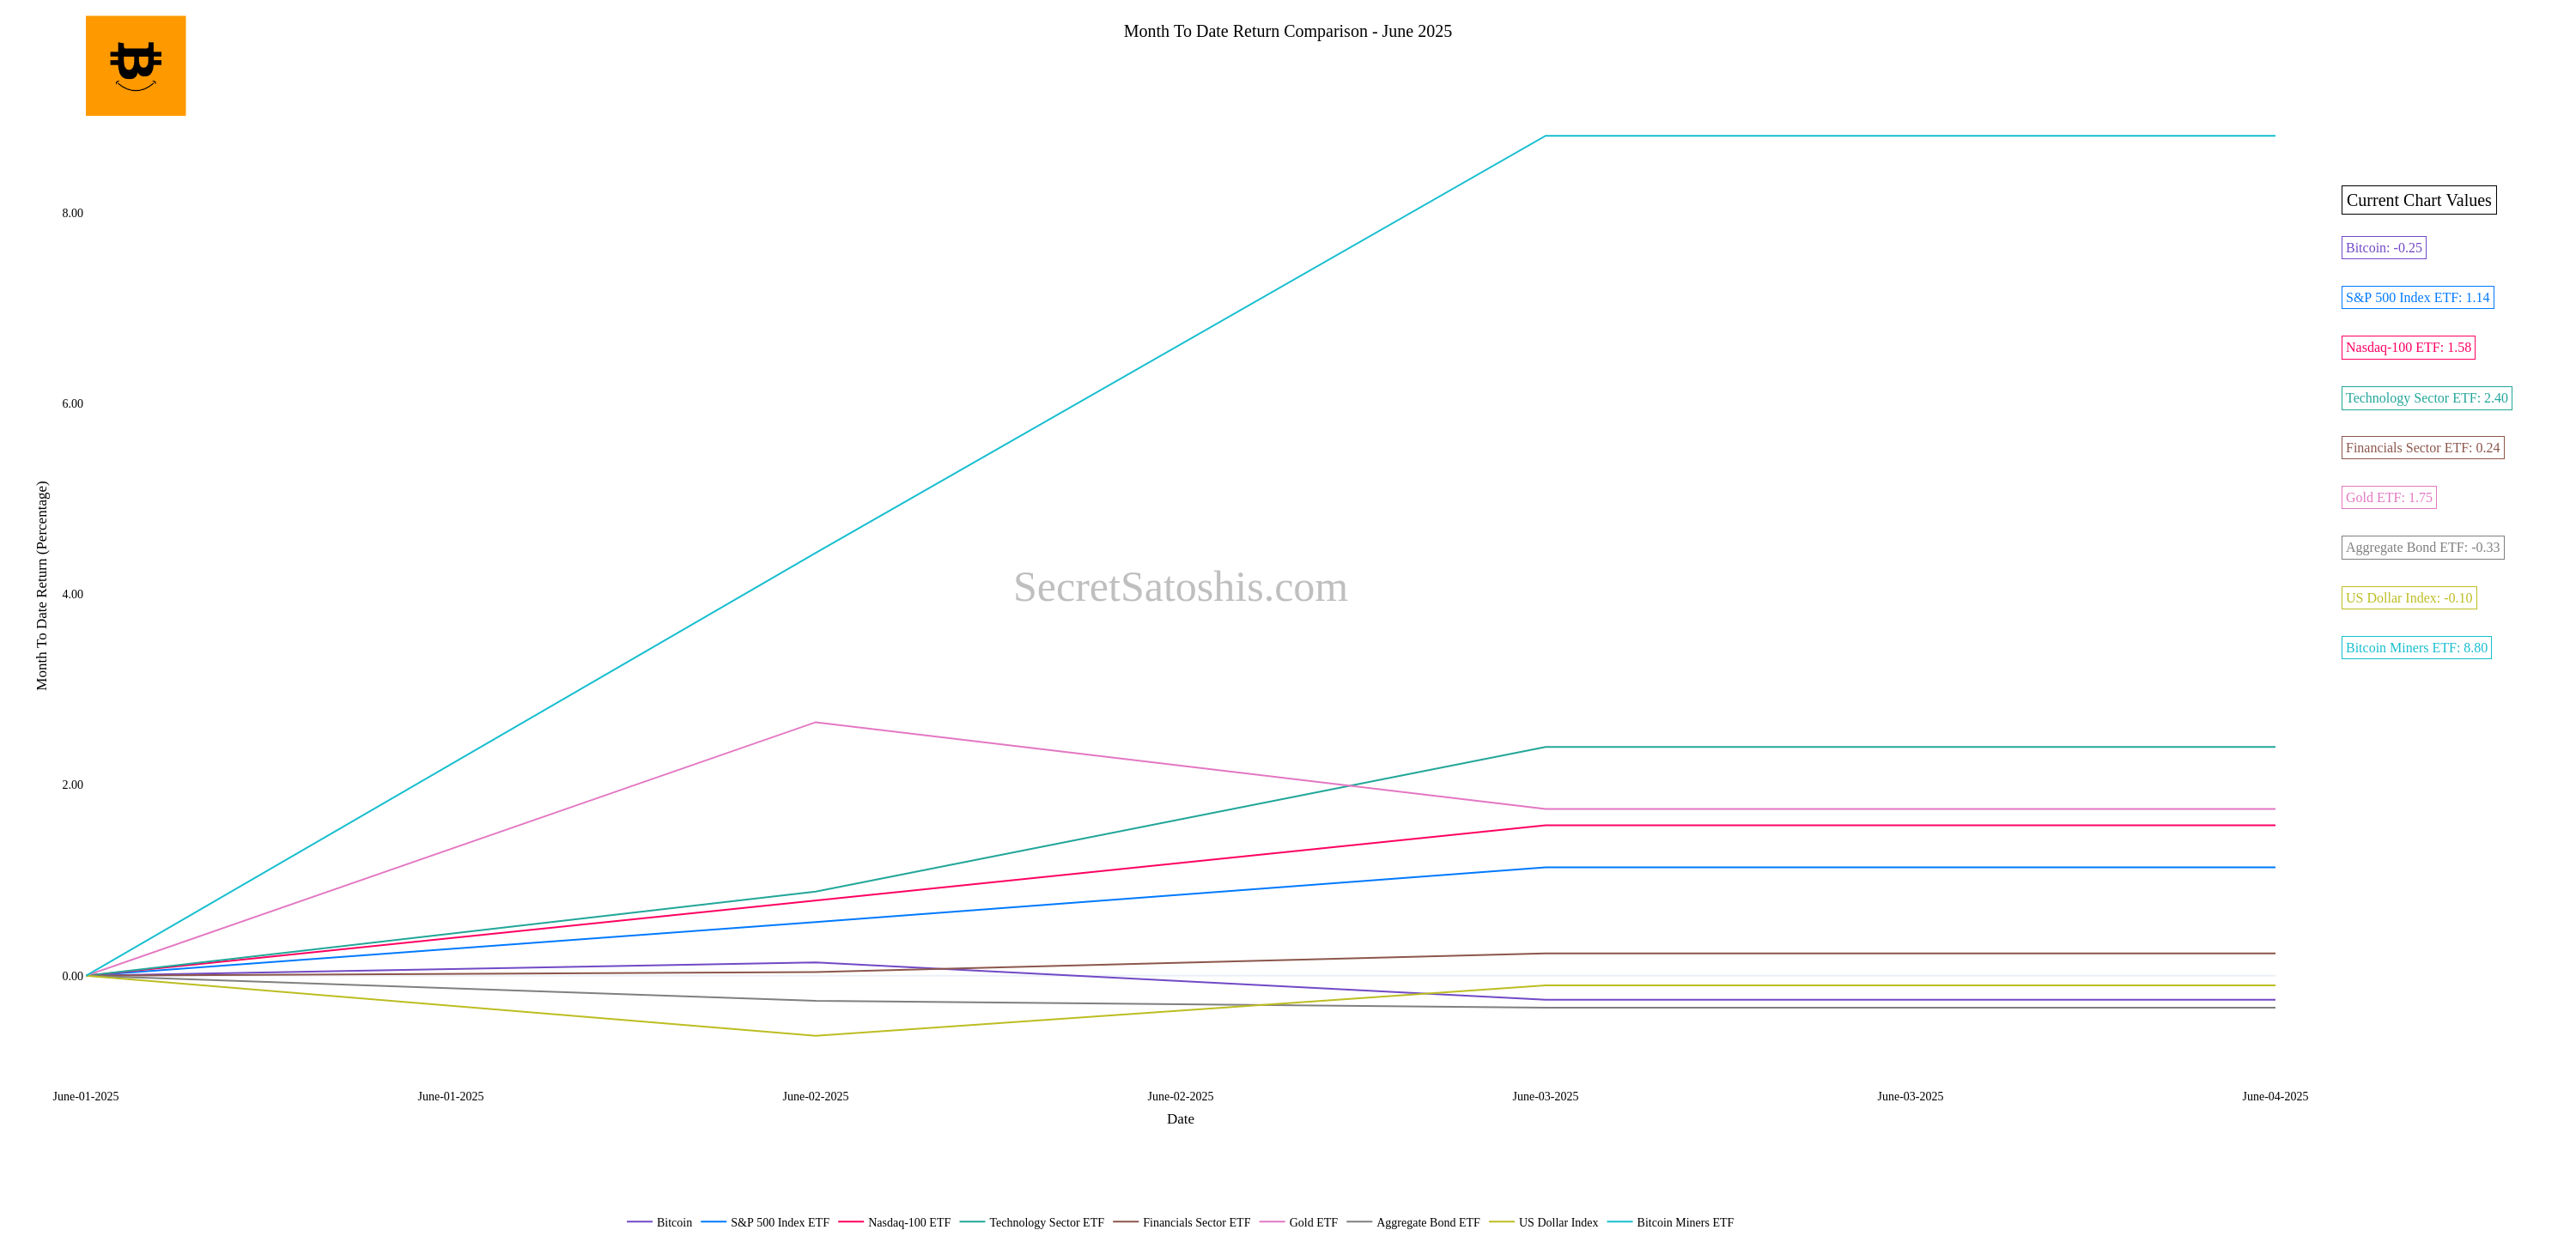 Month To Date Return Comparison - June 2025
8.00
6.00
4.00
2.00
0.00
Month To Date Return (Percentage)
SecretSatoshis.com
Current Chart Values
Bitcoin: -0.25
S&P 500 Index ETF: 1.14
Nasdaq-100 ETF: 1.58
Technology Sector ETF: 2.40
Financials Sector ETF: 0.24
Gold ETF: 1.75
Aggregate Bond ETF: -0.33
US Dollar Index: -0.10
Bitcoin Miners ETF: 8.80
June-01-2025 June-01-2025 June-02-2025 June-02-2025 June-03-2025 June-03-2025 June-04-2025
Date
Bitcoin S&P 500 Index ETF Nasdaq-100 ETF Technology Sector ETF Financials Sector ETF Gold ETF Aggregate Bond ETF US Dollar Index Bitcoin Miners ETF